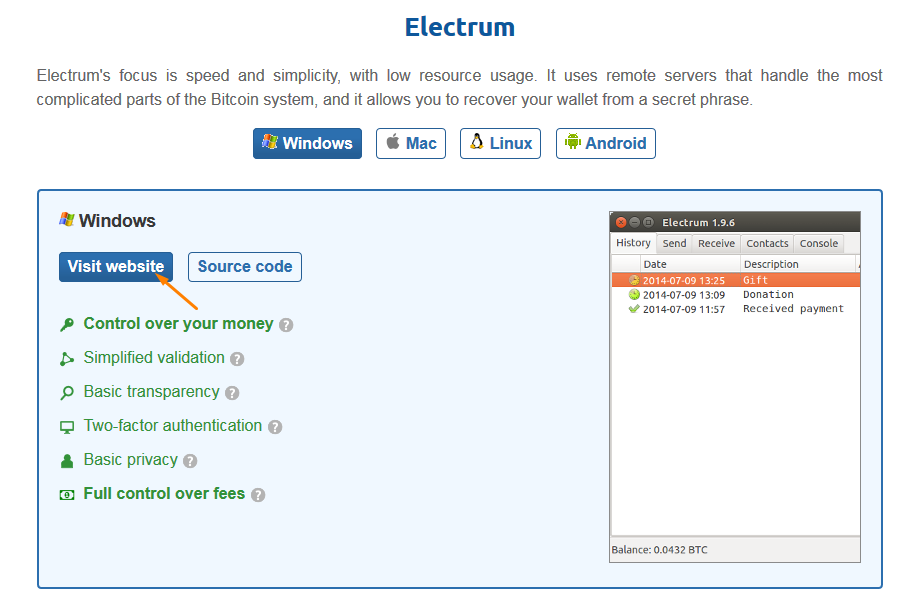 Electrum
Electrum's focus is speed and simplicity, with low resource usage. It uses remote servers that handle the most
complicated parts of the Bitcoin system, and it allows you to recover your wallet from a secret phrase.
Windows Mac Linux Android
Windows
Visit website Source code
Control over your money ?
Simplified validation ?
Basic transparency ?
Two-factor authentication ?
Basic privacy ?
Full control over fees ?
Electrum 1.9.6
History Send Receive Contacts Console
Date Description
2014-07-09 13:25 Gift
2014-07-09 13:09 Donation
2014-07-09 11:57 Received payment
Balance: 0.0432 BTC